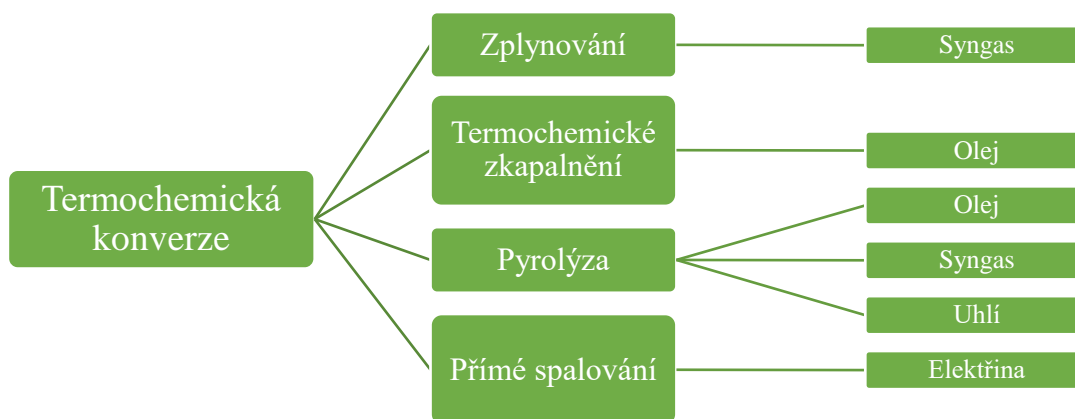 Termochemická
konverze
Zplynování
Syngas
Termochemické
zkapalnění
Olej
Pyrolýza
Olej
Syngas
Uhlí
Přímé spalování
Elektřina